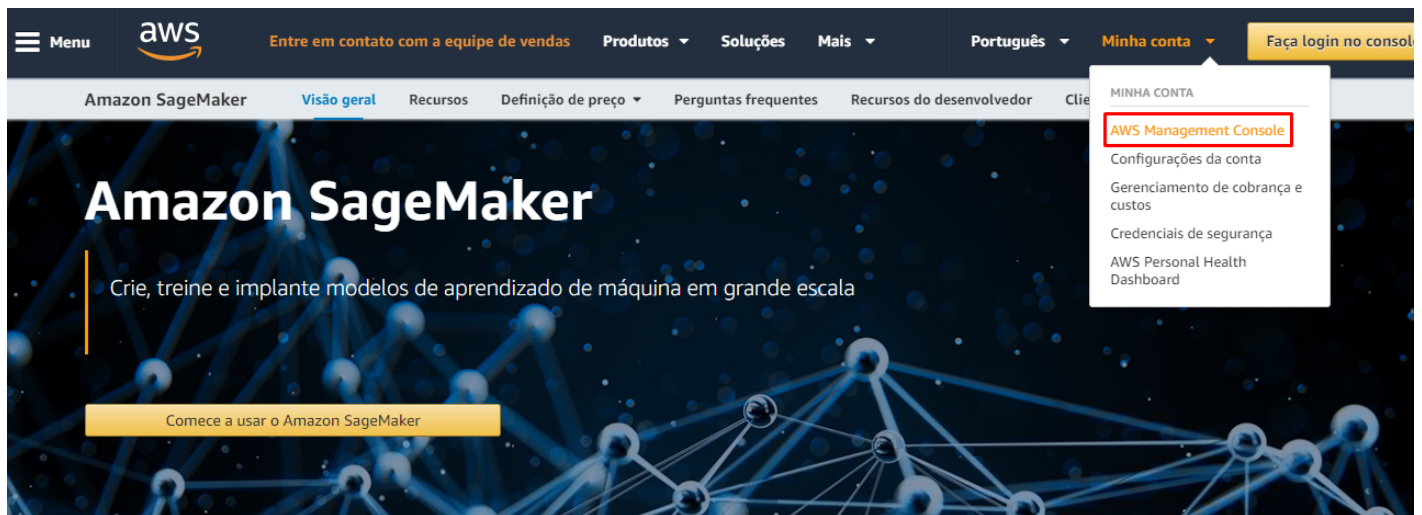 Menu
aws
Entre em contato com a equipe de vendas
Produtos
Soluções
Mais
Português
Minha conta
Faça login no console
Amazon SageMaker
Visão geral
Recursos
Definição de preço
Perguntas frequentes
Recursos do desenvolvedor
Clie
MINHA CONTA
AWS Management Console
Configurações da conta
Gerenciamento de cobrança e
custos
Credenciais de segurança
AWS Personal Health
Dashboard
Amazon SageMaker
Crie, treine e implante modelos de aprendizado de máquina em grande escala
Comece a usar o Amazon SageMaker